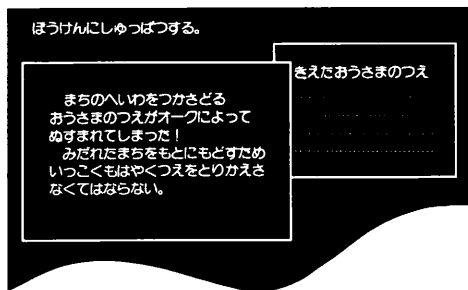 ぼうけんにしゅっぱつする。
きえたおうさまのつえ
まちのへいわをつかさどる
おうさまのつえがオークによって
ぬすまれてしまった！
みだれたまちをもとにもどすため
いっこくもはやくつえをとりかえさ
なくてはならない。